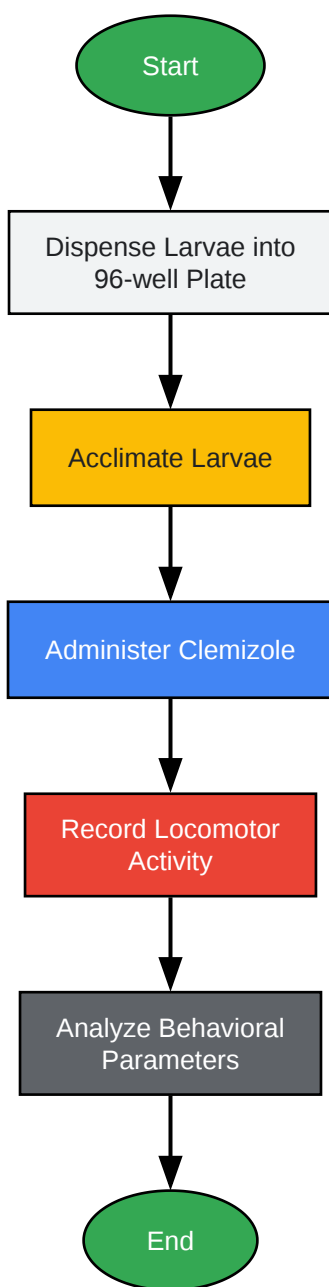 Start
Dispense Larvae into
96-well Plate
Acclimate Larvae
Administer Clemizole
Record Locomotor
Activity
Analyze Behavioral
Parameters
End